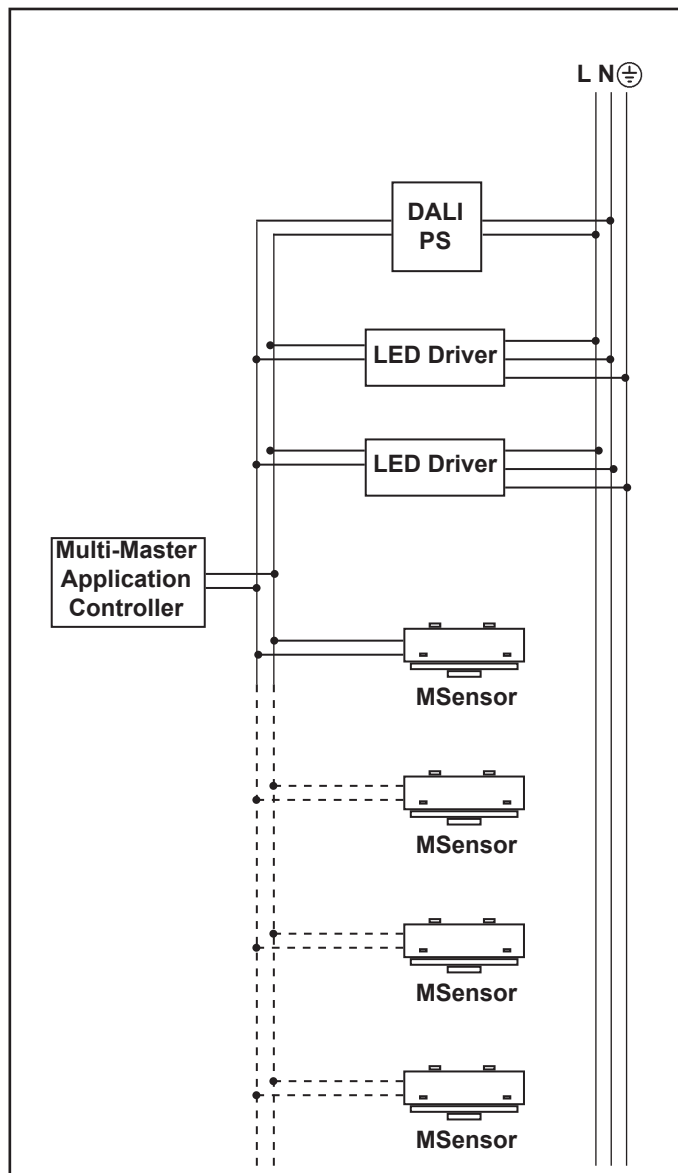 L N
DALI
PS
LED Driver
LED Driver
Multi-Master
Application
Controller
MSensor
MSensor
MSensor
MSensor